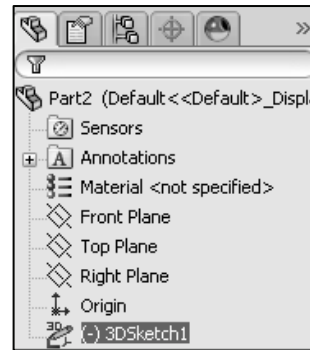 Part2 (Default<<Default>_Displ
Sensors
Annotations
Material <not specified>
Front Plane
Top Plane
Right Plane
Origin
(-) 3DSketch1